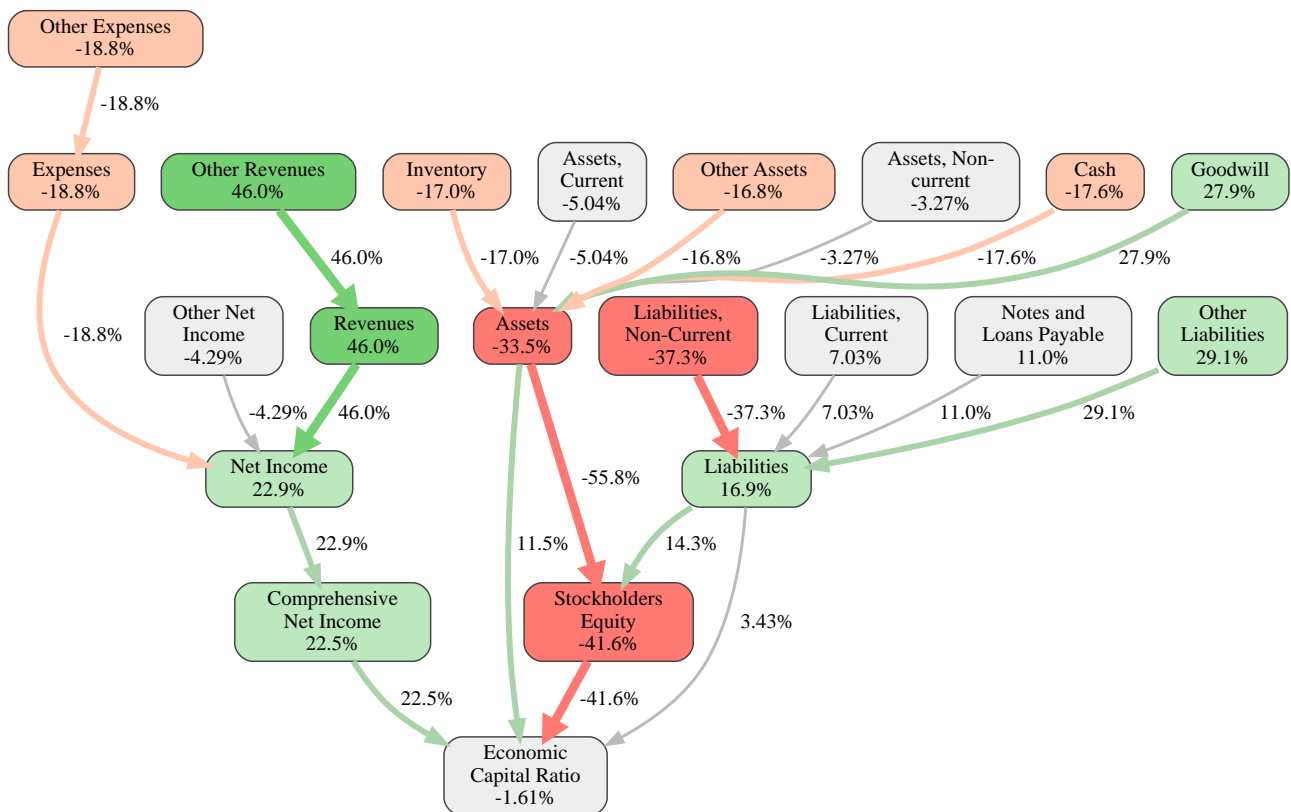 Other Expenses
-18.8%
-18.8%
Expenses
-18.8%
Other Revenues
46.0%
Inventory
-17.0%
Assets,
Current
-5.04%
Other Assets
-16.8%
Assets, Non-
current
-3.27%
Cash
-17.6%
Goodwill
27.9%
46.0%
-17.0%
-5.04%
-16.8%
-3.27%
-17.6%
27.9%
-18.8%
Other Net
Income
-4.29%
Revenues
46.0%
Assets
-33.5%
Liabilities,
Non-Current
-37.3%
Liabilities,
Current
7.03%
Notes and
Loans Payable
11.0%
Other
Liabilities
29.1%
-4.29%
46.0%
-37.3%
7.03%
11.0%
29.1%
Net Income
22.9%
-55.8%
Liabilities
16.9%
22.9%
11.5%
14.3%
Comprehensive
Net Income
22.5%
Stockholders
Equity
-41.6%
3.43%
22.5%
-41.6%
Economic
Capital Ratio
-1.61%